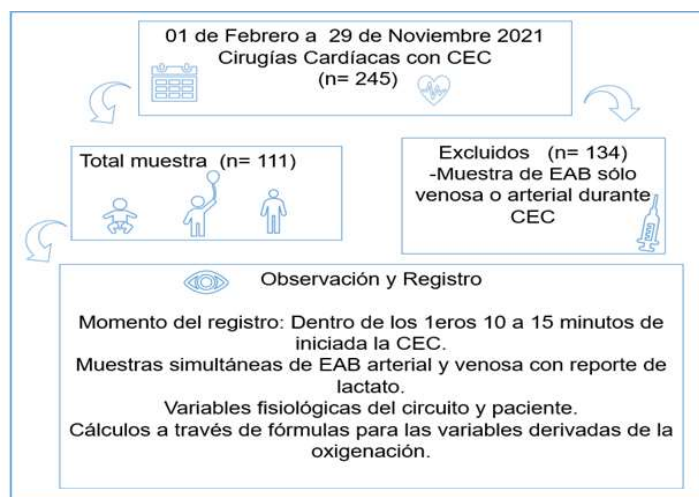 01 de Febrero a 29 de Noviembre 2021
Cirugías Cardíacas con CEC
(n= 245)
Total muestra (n= 111)
Excluidos (n= 134)
-Muestra de EAB sólo
venosa o arterial durante
CEC
Observación y Registro
Momento del registro: Dentro de los 1eros 10 a 15 minutos de
iniciada la CEC.
Muestras simultáneas de EAB arterial y venosa con reporte de
lactato.
Variables fisiológicas del circuito y paciente.
Cálculos a través de fórmulas para las variables derivadas de la
oxigenación.